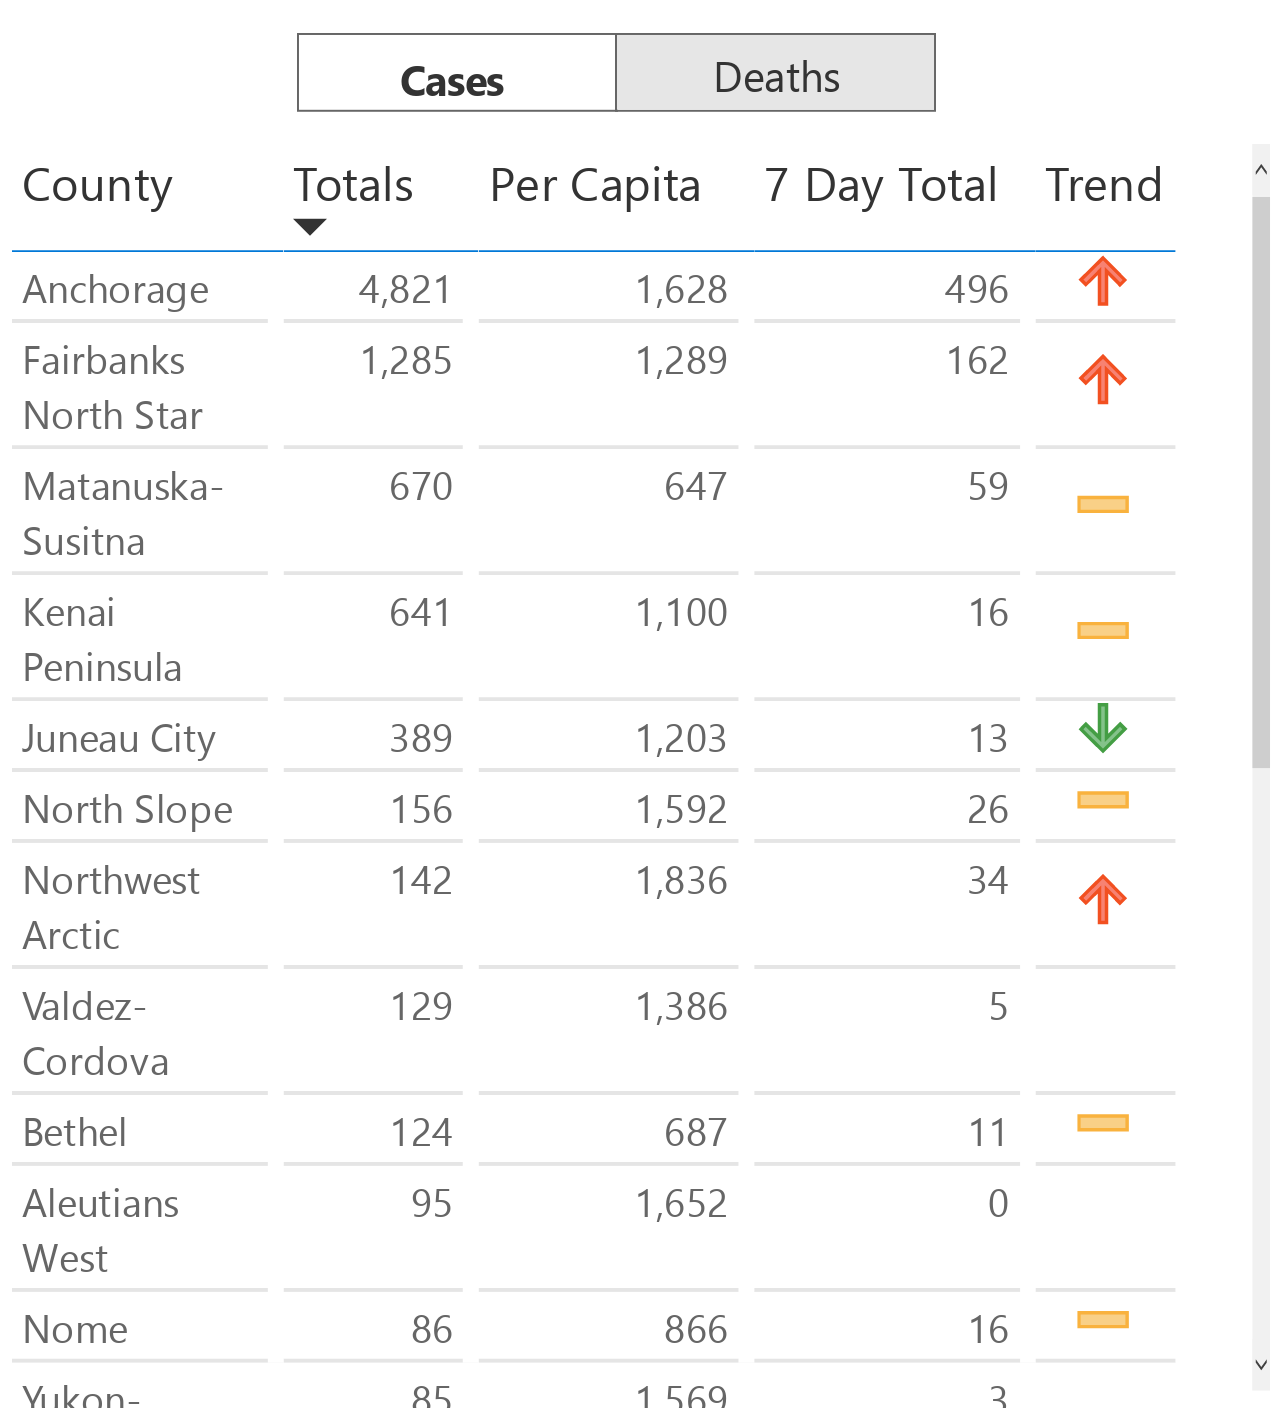 Cases Deaths
County Totals Per Capita 7 Day Total Trend
Anchorage 4,821 1,628 496
Fairbanks 1,285 1,289 162
North Star
Matanuska- 670 647 59
Susitna
Kenai 641 1,100 16
Peninsula
Juneau City 389 1,203 13
North Slope 156 1,592 26
Northwest 142 1,836 34
Arctic
Valdez- 129 1,386 5
Cordova
Bethel 124 687 11
Aleutians 95 1,652 0
West
Nome 86 866 16
Yukon- 85 1,569 3